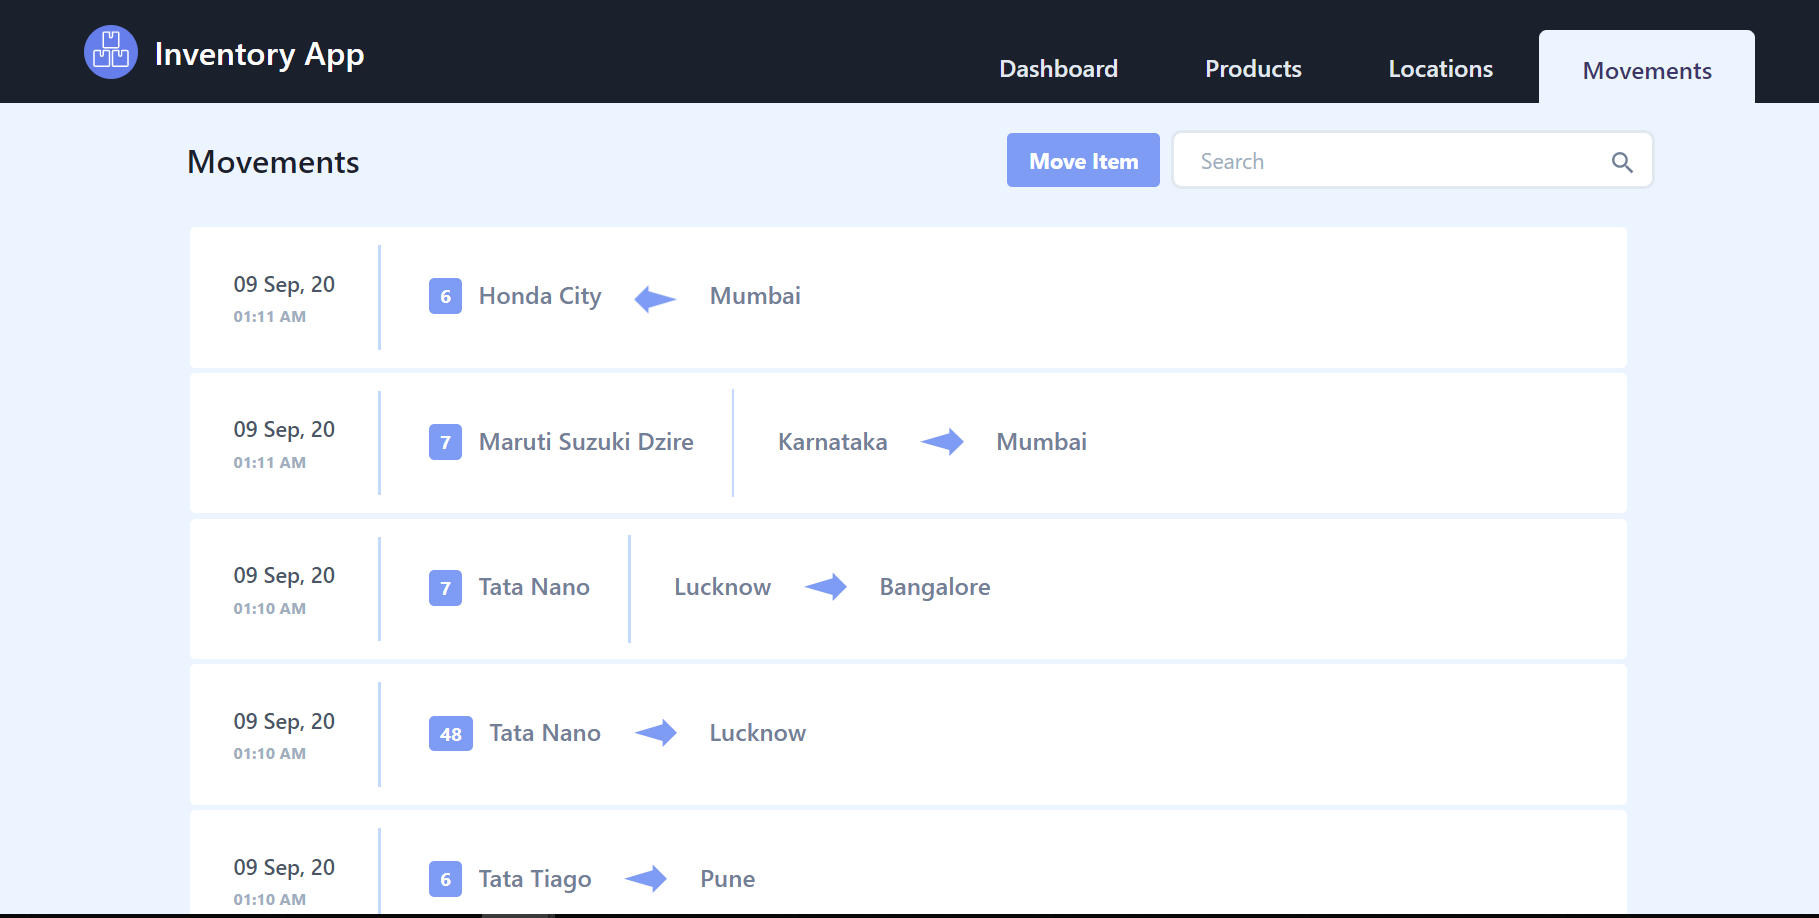 Inventory App
Dashboard Products Locations Movements
Movements
Move Item
Search
09 Sep, 20
01:11 AM
6 Honda City Mumbai
09 Sep, 20
01:11 AM
7 Maruti Suzuki Dzire Karnataka Mumbai
09 Sep, 20
01:10 AM
7 Tata Nano Lucknow Bangalore
09 Sep, 20
01:10 AM
48 Tata Nano Lucknow
09 Sep, 20
01:10 AM
6 Tata Tiago Pune